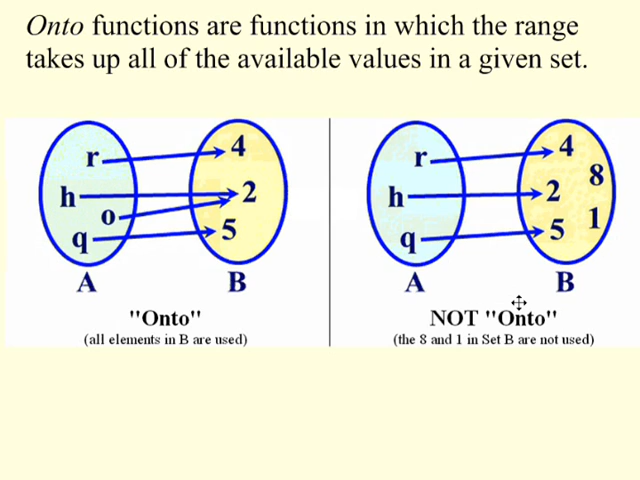 Onto functions are functions in which the range
takes up all of the available values in a given set.
r 4
h 2
o
q 5
A B
"Onto"
(all elements in B are used)
r 4
8
h 2
1
q 5
A B
NOT "Onto"
(the 8 and 1 in Set B are not used)